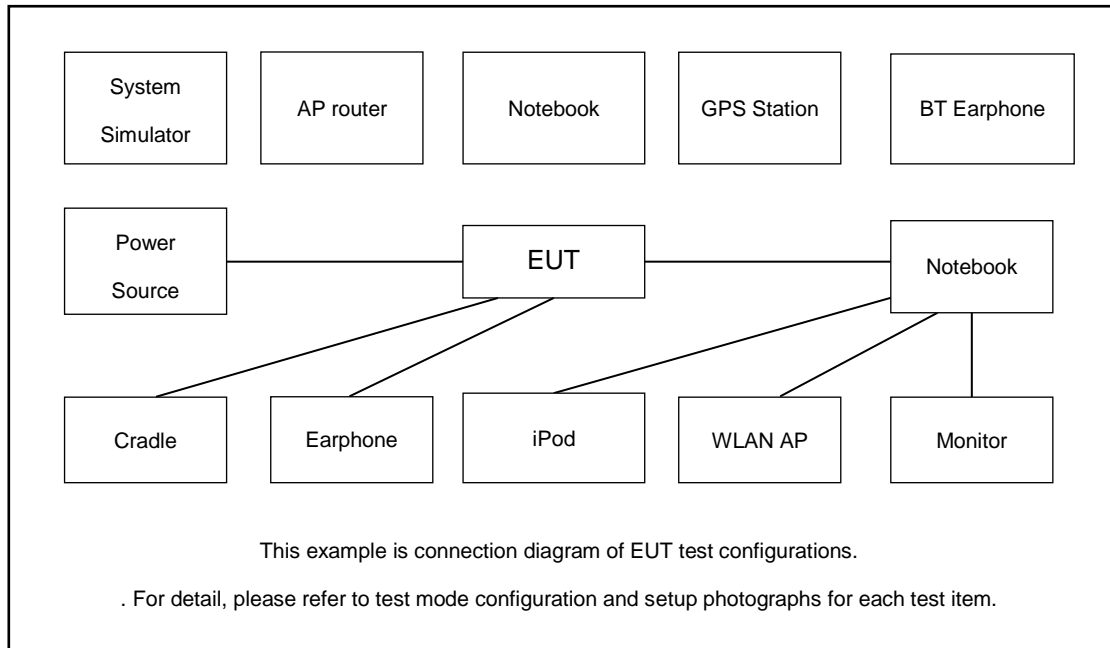 System
Simulator
AP router
Notebook
GPS Station
BT Earphone
Power
Source
EUT
Notebook
Cradle
Earphone
iPod
WLAN AP
Monitor
This example is connection diagram of EUT test configurations.
. For detail, please refer to test mode configuration and setup photographs for each test item.